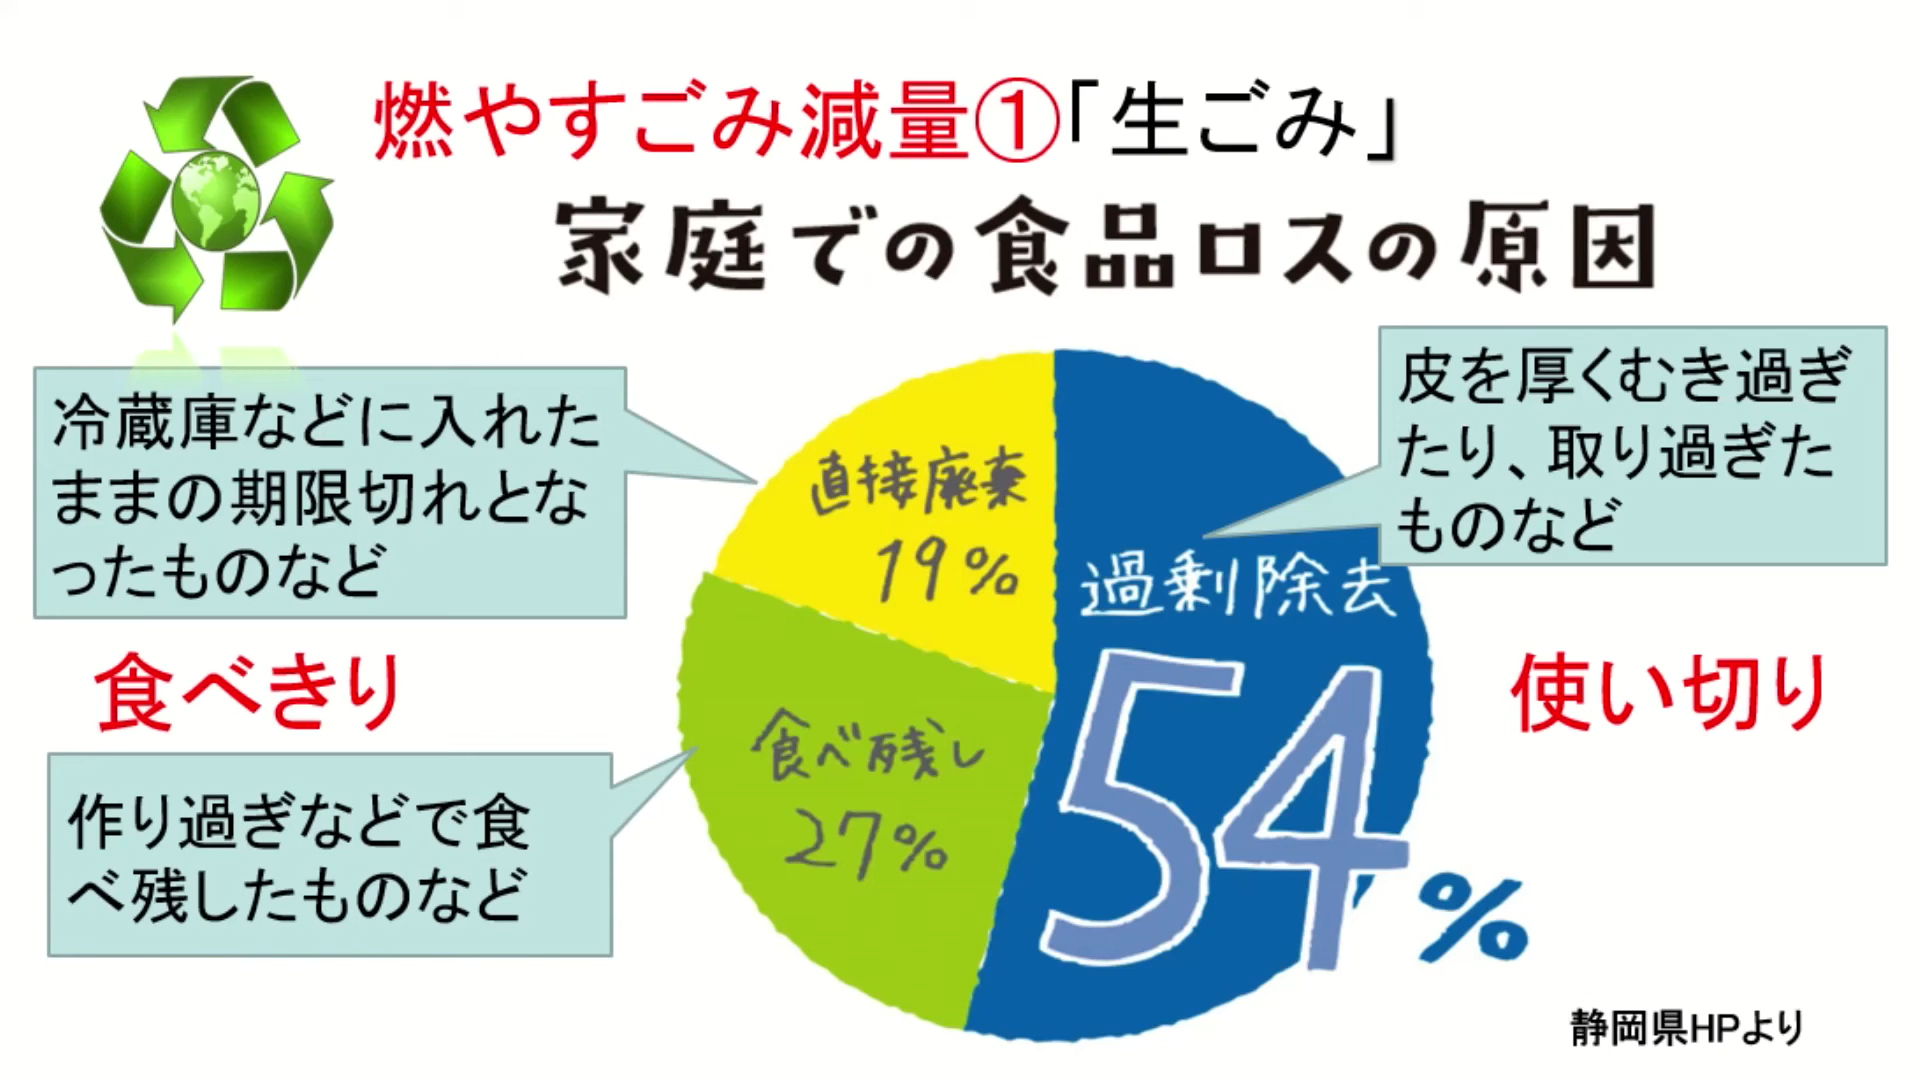 燃やすごみ減量①「生ごみ」
家庭での食品ロスの原因
冷蔵庫などに入れた
ままの期限切れとな
ったものなど
直接廃棄
19%
皮を厚くむき過ぎ
たり、取り過ぎた
ものなど
過剰除去
54%
食べきり
使い切り
作り過ぎなどで食
べ残したものなど
食べ残し
27%
静岡県HPより